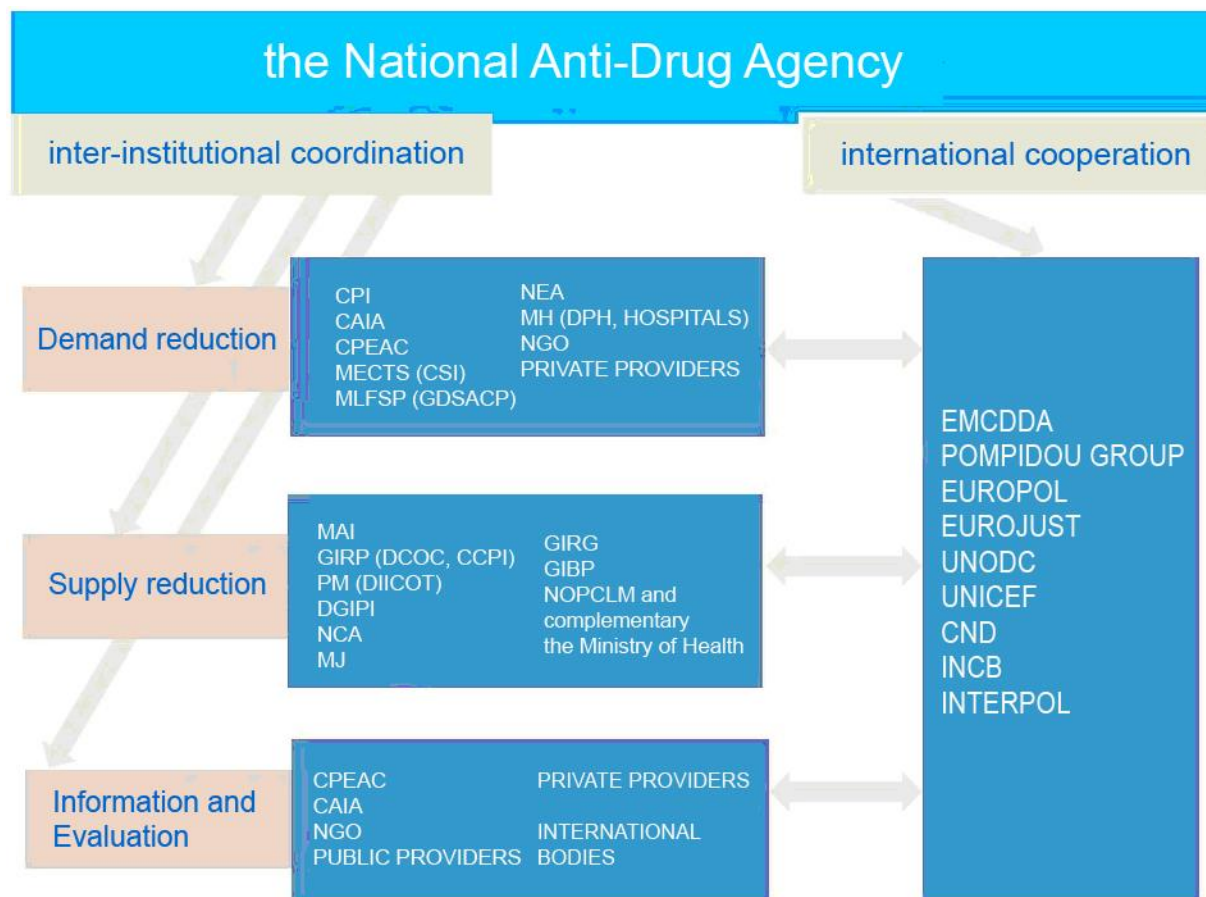 the National Anti-Drug Agency
inter-institutional coordination
international cooperation
Demand reduction
CPI
CAIA
CPEAC
MECTS (CSI)
MLFSP (GDSACP)
NEA
MH (DPH, HOSPITALS)
NGO
PRIVATE PROVIDERS
Supply reduction
MAI
GIRP (DCOC, CCPI)
PM (DIICOT)
DGIPI
NCA
MJ
GIRG
GIBP
NOPCLM and
complementary
the Ministry of Health
Information and
Evaluation
CPEAC
CAIA
NGO
PUBLIC PROVIDERS
PRIVATE PROVIDERS
INTERNATIONAL
BODIES
EMCDDA
POMPIDOU GROUP
EUROPOL
EUROJUST
UNODC
UNICEF
CND
INCB
INTERPOL